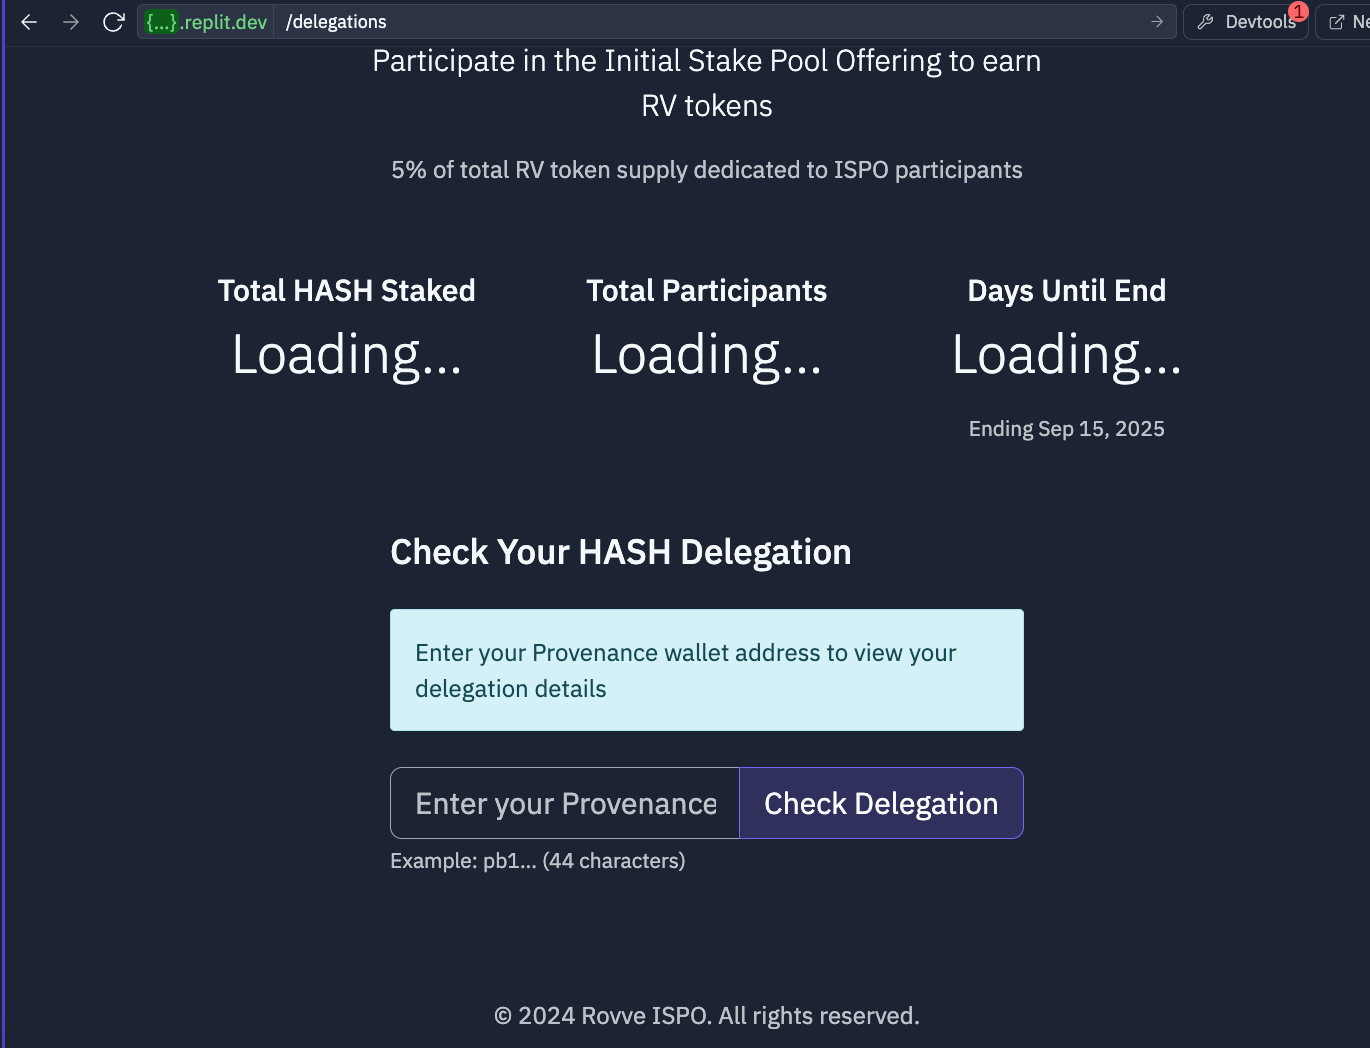 {...}.replit.dev /delegations
Devtools 1
Ne
Participate in the Initial Stake Pool Offering to earn
RV tokens
5% of total RV token supply dedicated to ISPO participants
Total HASH Staked
Loading...
Total Participants
Loading...
Days Until End
Loading...
Ending Sep 15, 2025
Check Your HASH Delegation
Enter your Provenance wallet address to view your
delegation details
Enter your Provenance
Check Delegation
Example: pb1... (44 characters)
© 2024 Rovve ISPO. All rights reserved.